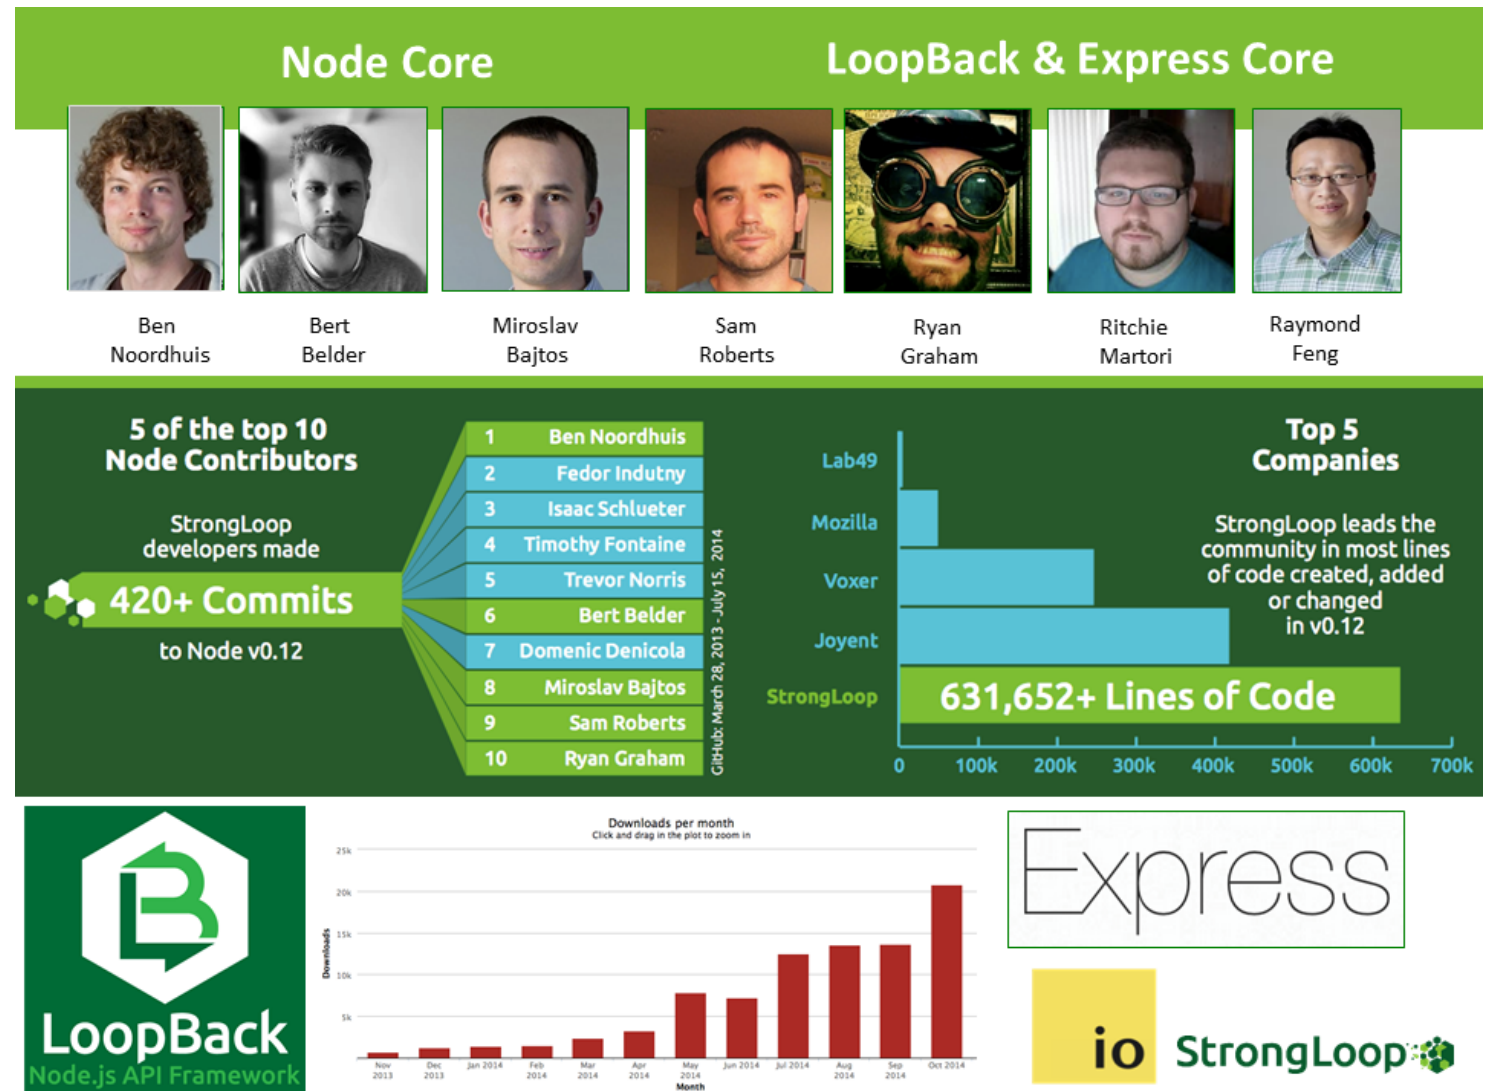 Node Core
LoopBack & Express Core
Ben
Noordhuis
Bert
Belder
Miroslav
Bajtos
Sam
Roberts
Ryan
Graham
Ritchie
Martori
Raymond
Feng
5 of the top 10
Node Contributors
StrongLoop
developers made
420+ Commits
to Node v0.12
1 Ben Noordhuis
2 Fedor Indutny
3 Isaac Schlueter
4 Timothy Fontaine
5 Trevor Norris
6 Bert Belder
7 Domenic Denicola
8 Miroslav Bajtos
9 Sam Roberts
10 Ryan Graham
GitHub: March 28, 2013 - July 15, 2014
Top 5
Companies
StrongLoop leads the
community in most lines
of code created, added
or changed
in v0.12
Lab49
Mozilla
Voxer
Joyent
StrongLoop
631,652+ Lines of Code
0 100k 200k 300k 400k 500k 600k 700k
LoopBack
Node.js API Framework
Downloads per month
Click and drag in the plot to zoom in
Downloads
25k
20k
15k
10k
5k
Nov 2013
Dec 2013
Jan 2014
Feb 2014
Mar 2014
Apr 2014
May 2014
Jun 2014
Jul 2014
Aug 2014
Sep 2014
Oct 2014
Month
Express
io
StrongLoop